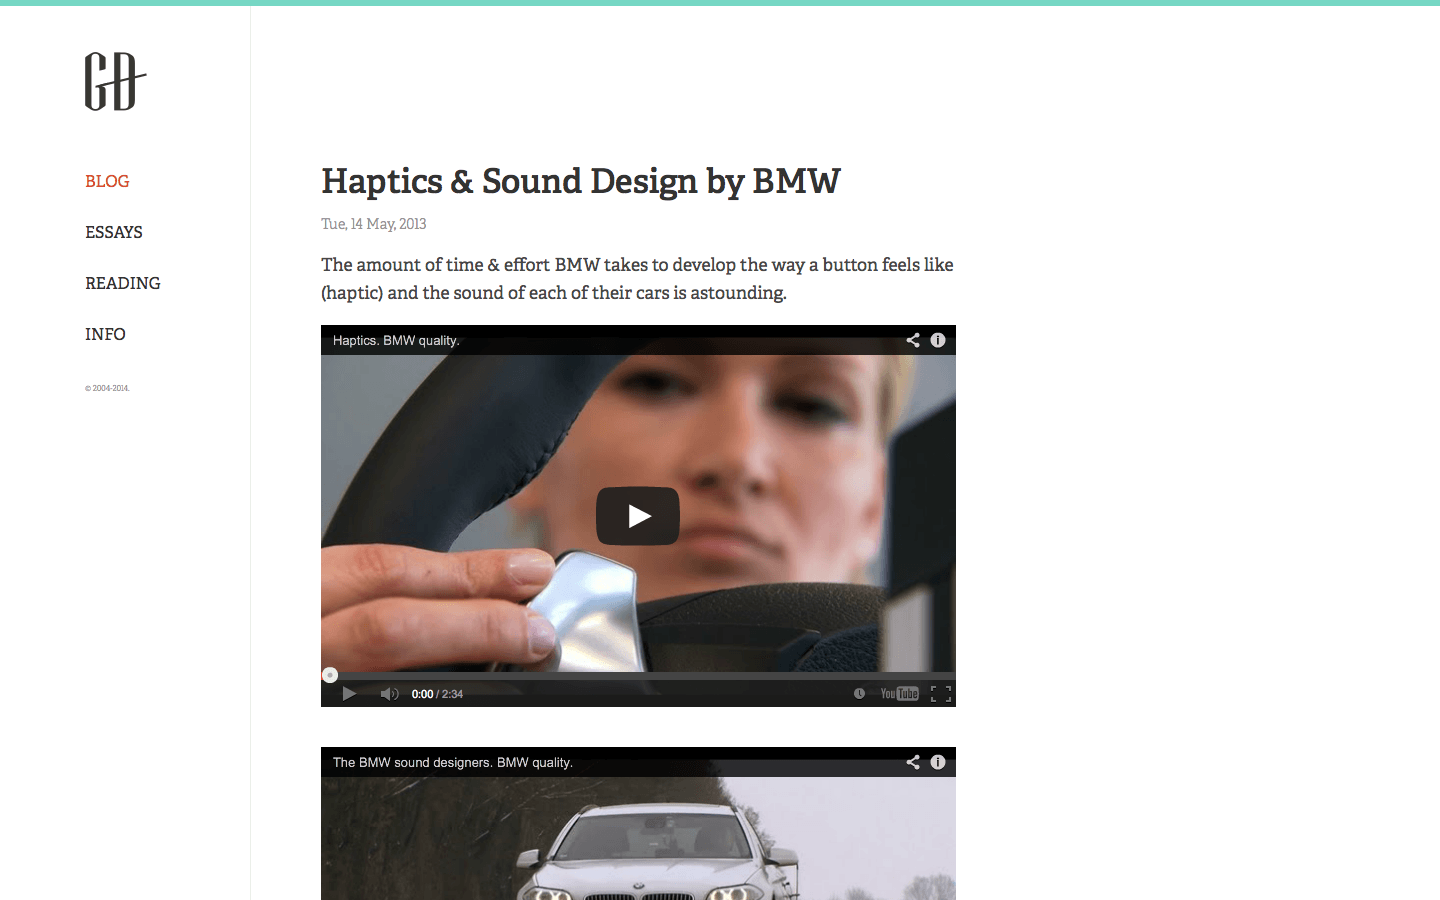 GD
BLOG
ESSAYS
READING
INFO
© 2004-2014.
Haptics & Sound Design by BMW
Tue, 14 May, 2013
The amount of time & effort BMW takes to develop the way a button feels like
(haptic) and the sound of each of their cars is astounding.
Haptics. BMW quality.
0:00 / 2:34
YouTube
The BMW sound designers. BMW quality.